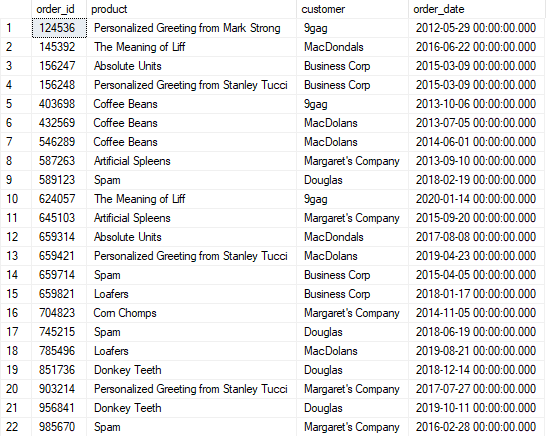 order_id product customer order_date
1 124536 Personalized Greeting from Mark Strong 9gag 2012-05-29 00:00:00.000
2 145392 The Meaning of Liff MacDondals 2016-06-22 00:00:00.000
3 156247 Absolute Units Business Corp 2015-03-09 00:00:00.000
4 156248 Personalized Greeting from Stanley Tucci Business Corp 2015-03-09 00:00:00.000
5 403698 Coffee Beans 9gag 2013-10-06 00:00:00.000
6 432569 Coffee Beans MacDolans 2013-07-05 00:00:00.000
7 546289 Coffee Beans MacDolans 2014-06-01 00:00:00.000
8 587263 Artificial Spleens Margaret's Company 2013-09-10 00:00:00.000
9 589123 Spam Douglas 2018-02-19 00:00:00.000
10 624057 The Meaning of Liff 9gag 2020-01-14 00:00:00.000
11 645103 Artificial Spleens Margaret's Company 2015-09-20 00:00:00.000
12 659314 Absolute Units MacDondals 2017-08-08 00:00:00.000
13 659421 Personalized Greeting from Stanley Tucci MacDolans 2019-04-23 00:00:00.000
14 659714 Spam Business Corp 2015-04-05 00:00:00.000
15 659821 Loafers Business Corp 2018-01-17 00:00:00.000
16 704823 Corn Chomps Margaret's Company 2014-11-05 00:00:00.000
17 745215 Spam Douglas 2018-06-19 00:00:00.000
18 785496 Loafers MacDolans 2019-08-21 00:00:00.000
19 851736 Donkey Teeth Douglas 2018-12-14 00:00:00.000
20 903214 Personalized Greeting from Stanley Tucci Margaret's Company 2017-07-27 00:00:00.000
21 956841 Donkey Teeth Douglas 2019-10-11 00:00:00.000
22 985670 Spam Margaret's Company 2016-02-28 00:00:00.000